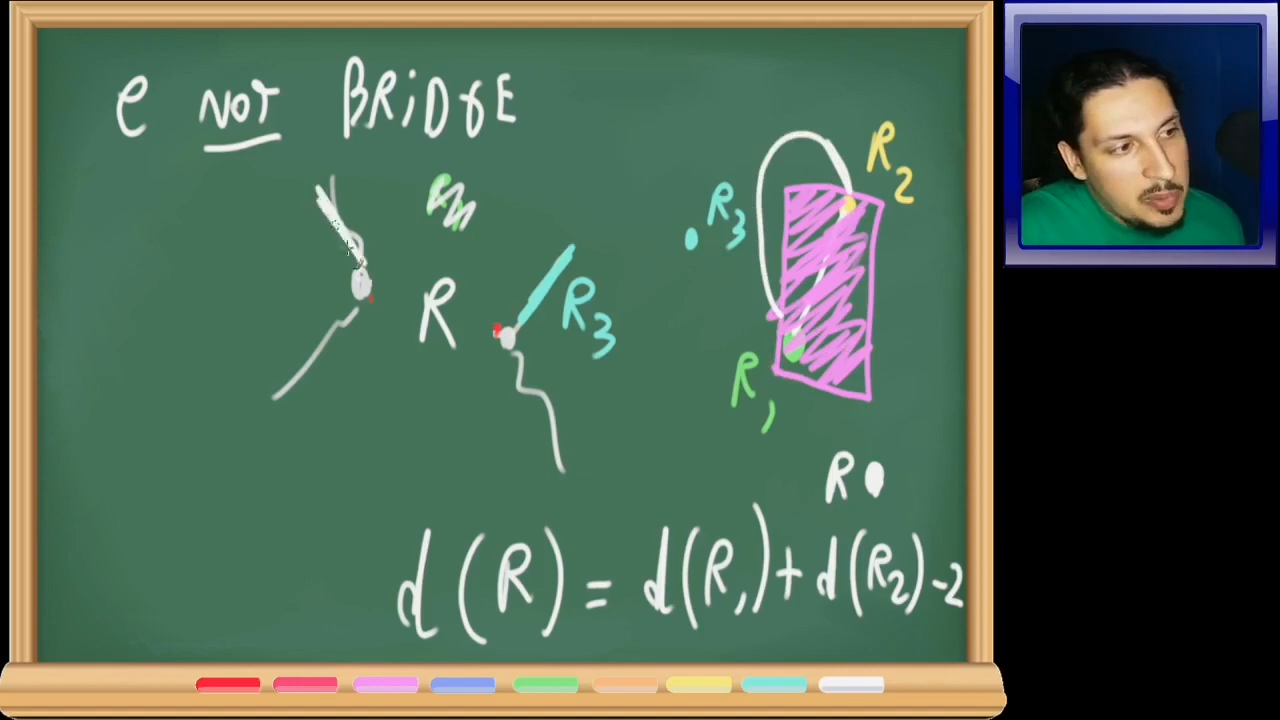 e NOT BRiDGE
R₂
R₃
R
R₃
R₁
R
d(R) = d(R₁)+d(R₂)-2